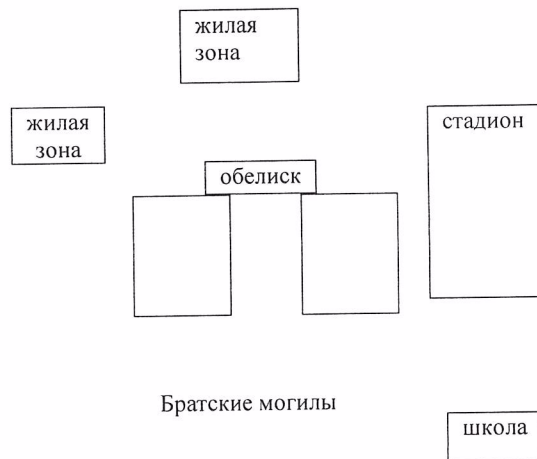 жилая
зона
жилая
зона
стадион
обелиск
Братские могилы
школа